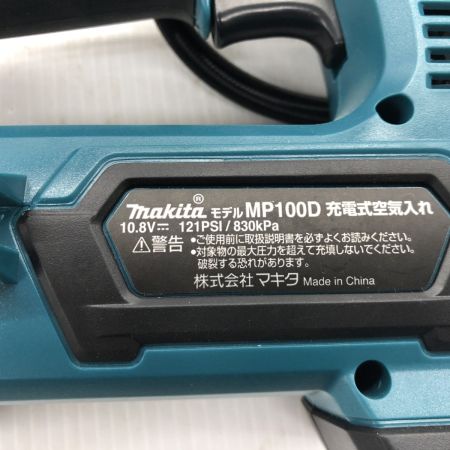 makita® モデル MP100D 充電式空気入れ
10.8V⎓ 121PSI/830kPa
⚠警告 •ご使用前に取扱説明書を必ずよくお読みください。
•対象物の最大圧力を超えて充填しないでください。
破裂する恐れがあります。
株式会社マキタ Made in China